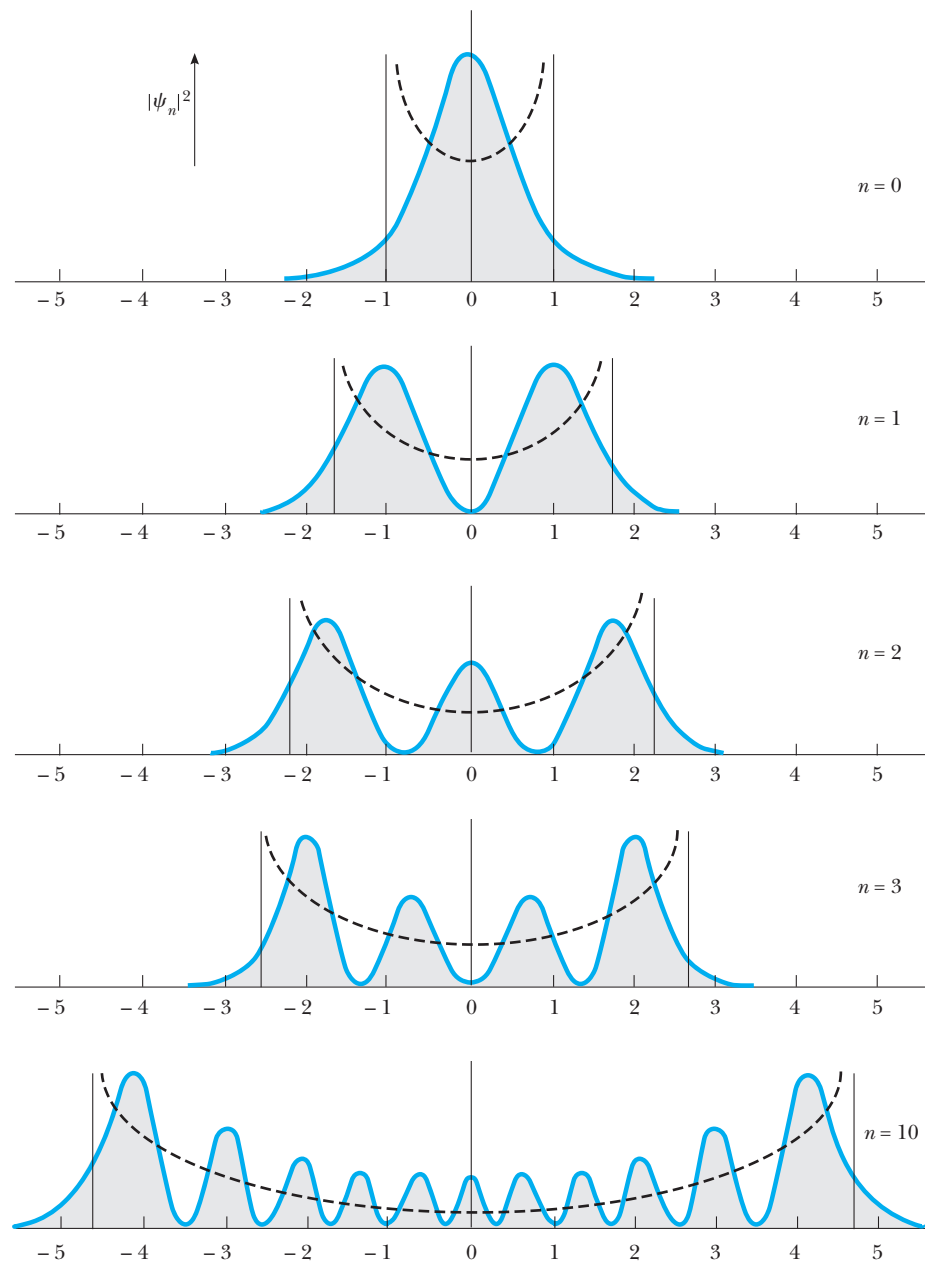 |ψₙ|²
n = 0
– 5 – 4 – 3 – 2 – 1 0 1 2 3 4 5
n = 1
– 5 – 4 – 3 – 2 – 1 0 1 2 3 4 5
n = 2
– 5 – 4 – 3 – 2 – 1 0 1 2 3 4 5
n = 3
– 5 – 4 – 3 – 2 – 1 0 1 2 3 4 5
n = 10
– 5 – 4 – 3 – 2 – 1 0 1 2 3 4 5